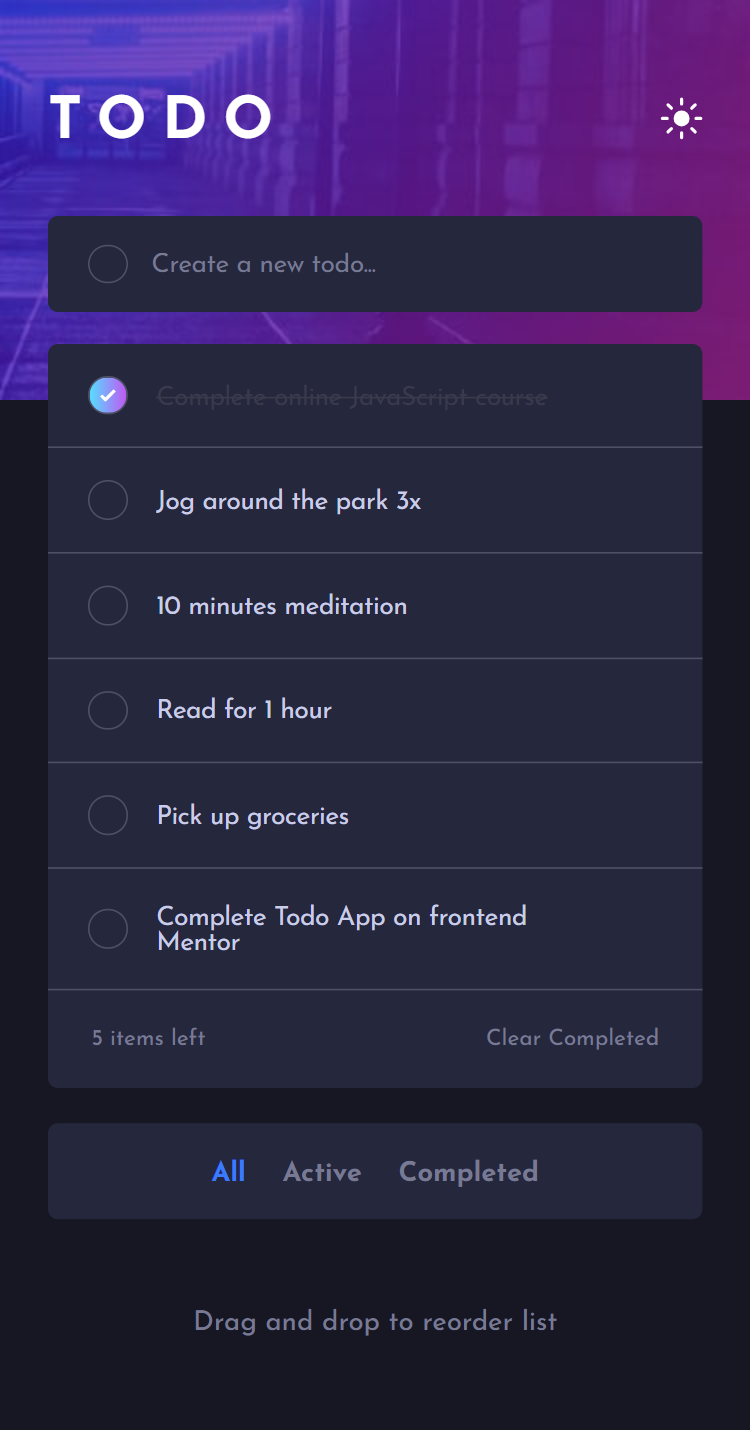 TODO
Create a new todo...
Complete online JavaScript course
Jog around the park 3x
10 minutes meditation
Read for 1 hour
Pick up groceries
Complete Todo App on frontend
Mentor
5 items left Clear Completed
All Active Completed
Drag and drop to reorder list